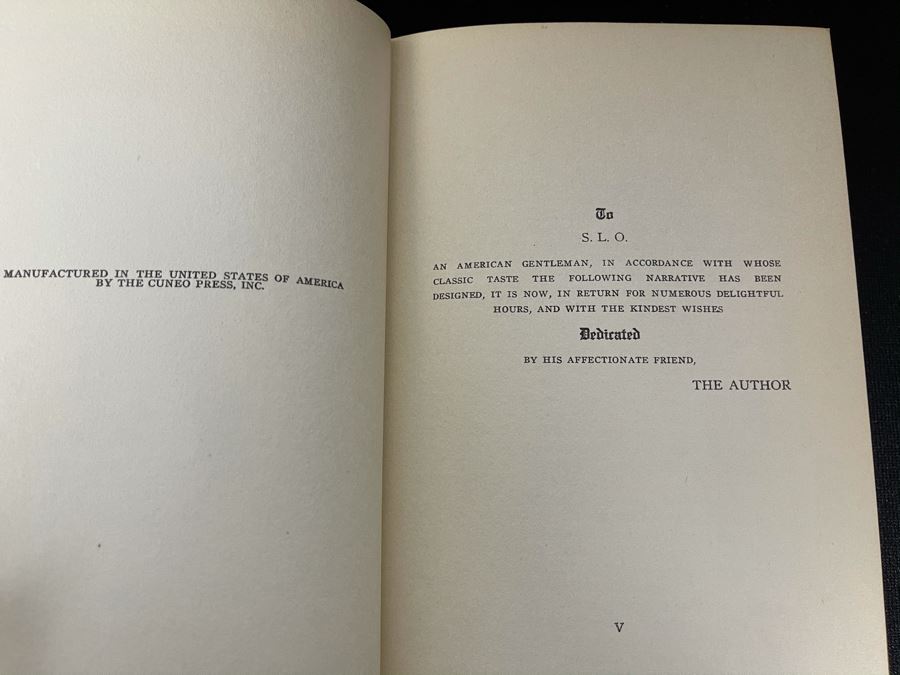 MANUFACTURED IN THE UNITED STATES OF AMERICA
BY THE CUNEO PRESS, INC.
To
S. L. O.
AN AMERICAN GENTLEMAN, IN ACCORDANCE WITH WHOSE
CLASSIC TASTE THE FOLLOWING NARRATIVE HAS BEEN
DESIGNED, IT IS NOW, IN RETURN FOR NUMEROUS DELIGHTFUL
HOURS, AND WITH THE KINDEST WISHES
Dedicated
BY HIS AFFECTIONATE FRIEND,
THE AUTHOR
V